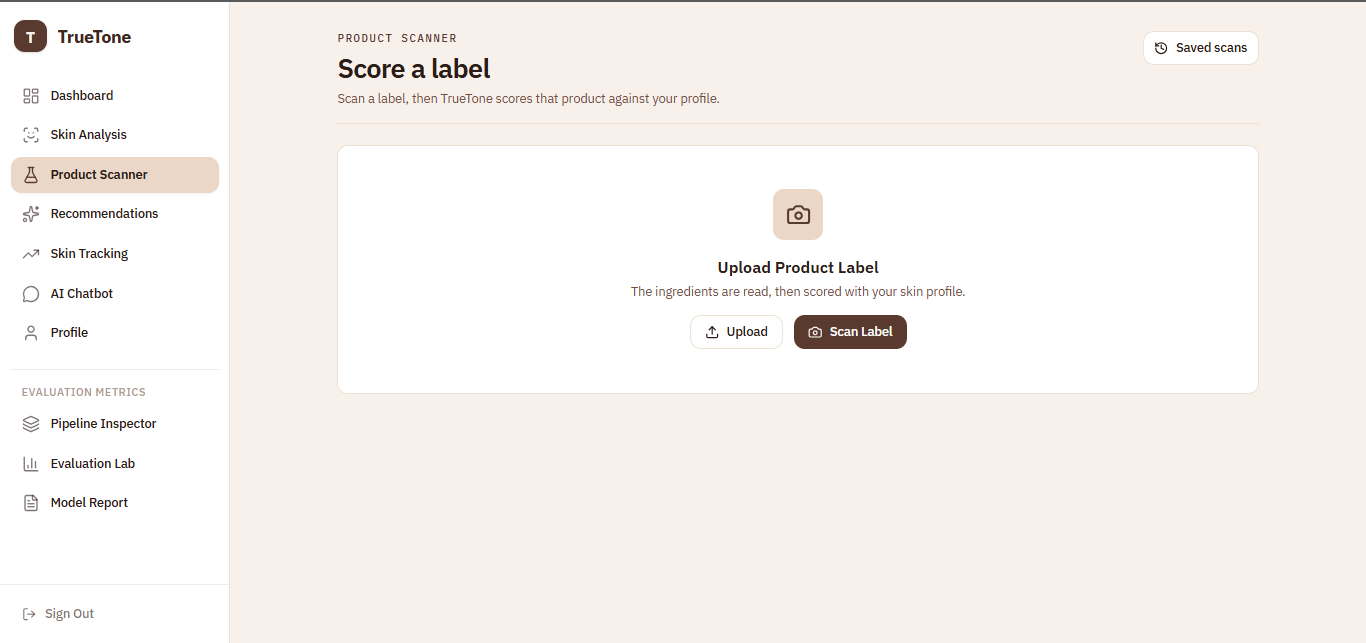 T TrueTone
Dashboard
Skin Analysis
Product Scanner
Recommendations
Skin Tracking
AI Chatbot
Profile
EVALUATION METRICS
Pipeline Inspector
Evaluation Lab
Model Report
Sign Out
PRODUCT SCANNER
Score a label
Scan a label, then TrueTone scores that product against your profile.
Saved scans
Upload Product Label
The ingredients are read, then scored with your skin profile.
Upload Scan Label